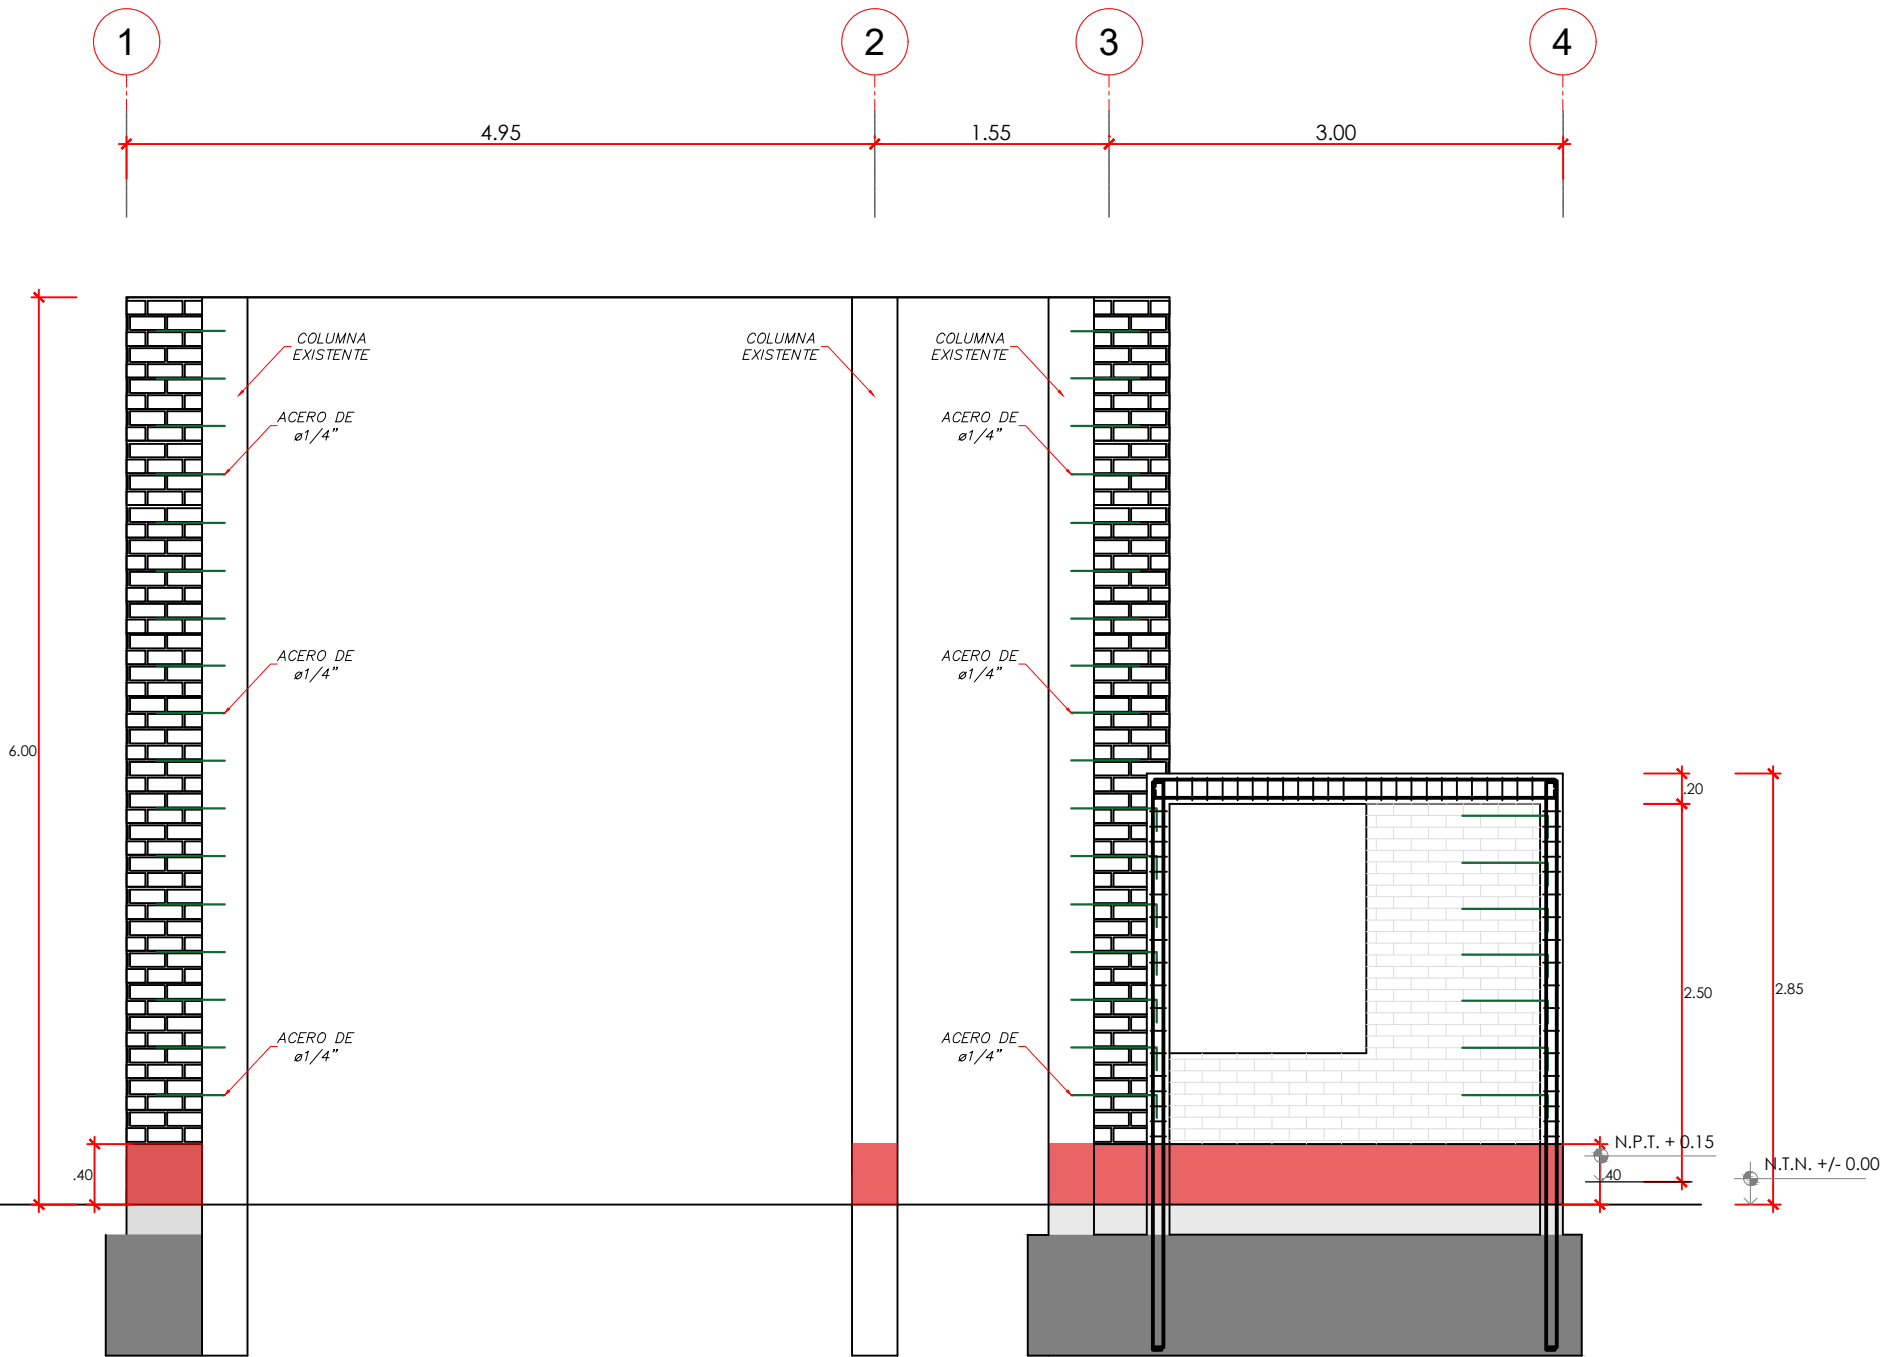 1
2
3
4
4.95
1.55
3.00
COLUMNA
EXISTENTE
COLUMNA
EXISTENTE
COLUMNA
EXISTENTE
ACERO DE
ø1/4"
ACERO DE
ø1/4"
ACERO DE
ø1/4"
ACERO DE
ø1/4"
6.00
.20
2.50
2.85
ACERO DE
ø1/4"
ACERO DE
ø1/4"
.40
N.P.T. + 0.15
.40
N.T.N. +/- 0.00